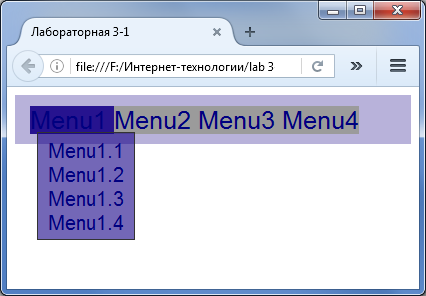 Лабораторная 3-1
file:///F:/Интернет-технологии/lab 3
Menu1 Menu2 Menu3 Menu4
Menu1.1
Menu1.2
Menu1.3
Menu1.4